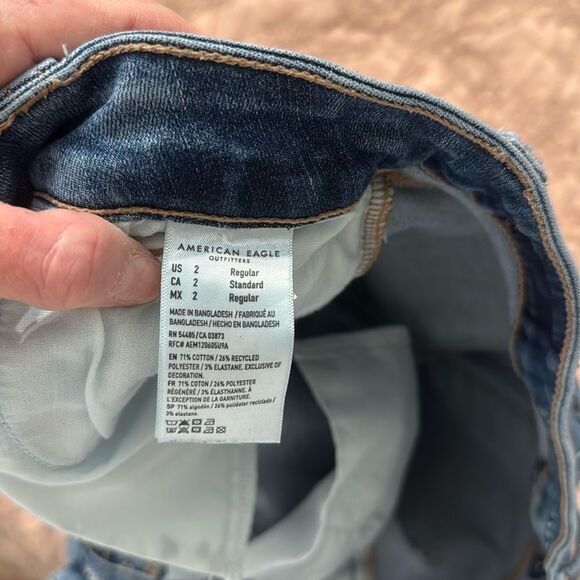 AMERICAN EAGLE
OUTFITTERS
US 2 Regular
CA 2 Standard
MX 2 Regular
MADE IN BANGLADESH / FABRIQUÉ AU
BANGLADESH / HECHO EN BANGLADESH
RN 54485/CA 03873
RFC# AEM120605U9A
EN 71% COTTON / 26% RECYCLED
POLYESTER / 3% ELASTANE. EXCLUSIVE OF
DECORATION.
FR 71% COTON / 26% POLYESTER
RÉGÉNÉRÉ / 3% ÉLASTHANNE. À
L'EXCEPTION DE LA GARNITURE.
SP 71% algodón / 26% poliéster reciclado /
3% elastano.